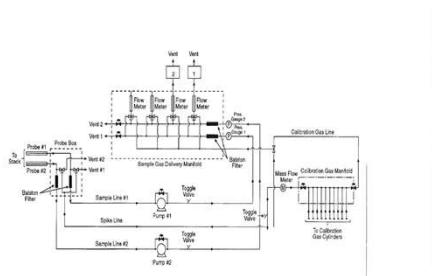 Vent Vent
2 1
Flow Meter Flow Meter Flow Meter Flow Meter
Vent 2
Pres. Gauge 2
Vent 1
Pres. Gauge 1
Calibration Gas Line
Probe #1
Probe Box
Vent #2
To Stack
Probe #2
Vent #1
Sample Gas Delivery Manifold
Balston Filter
Mass Flow Meter
Calibration Gas Manifold
Balston Filter
Sample Line #1
Toggle Valve
Pump #1
Spike Line
Toggle Valve
To Calibration Gas Cylinders
Sample Line #2
Toggle Valve
Pump #2